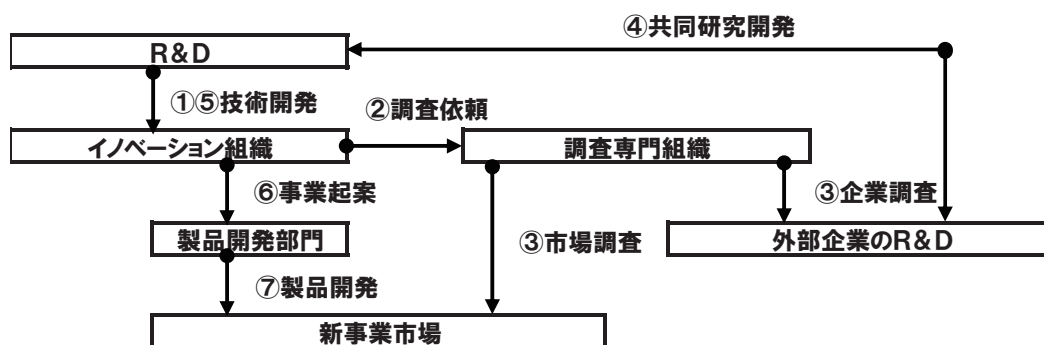 ④共同研究開発
R&D
①⑤技術開発
②調査依頼
イノベーション組織
調査専門組織
⑥事業起案
③企業調査
製品開発部門
③市場調査
外部企業のR&D
⑦製品開発
新事業市場